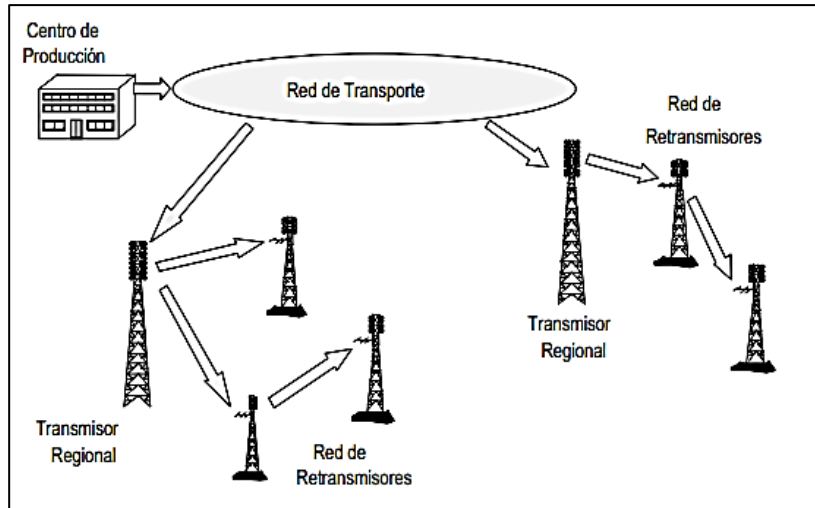 Centro de
Producción
Red de Transporte
Red de
Retransmisores
Transmisor
Regional
Transmisor
Regional
Red de
Retransmisores